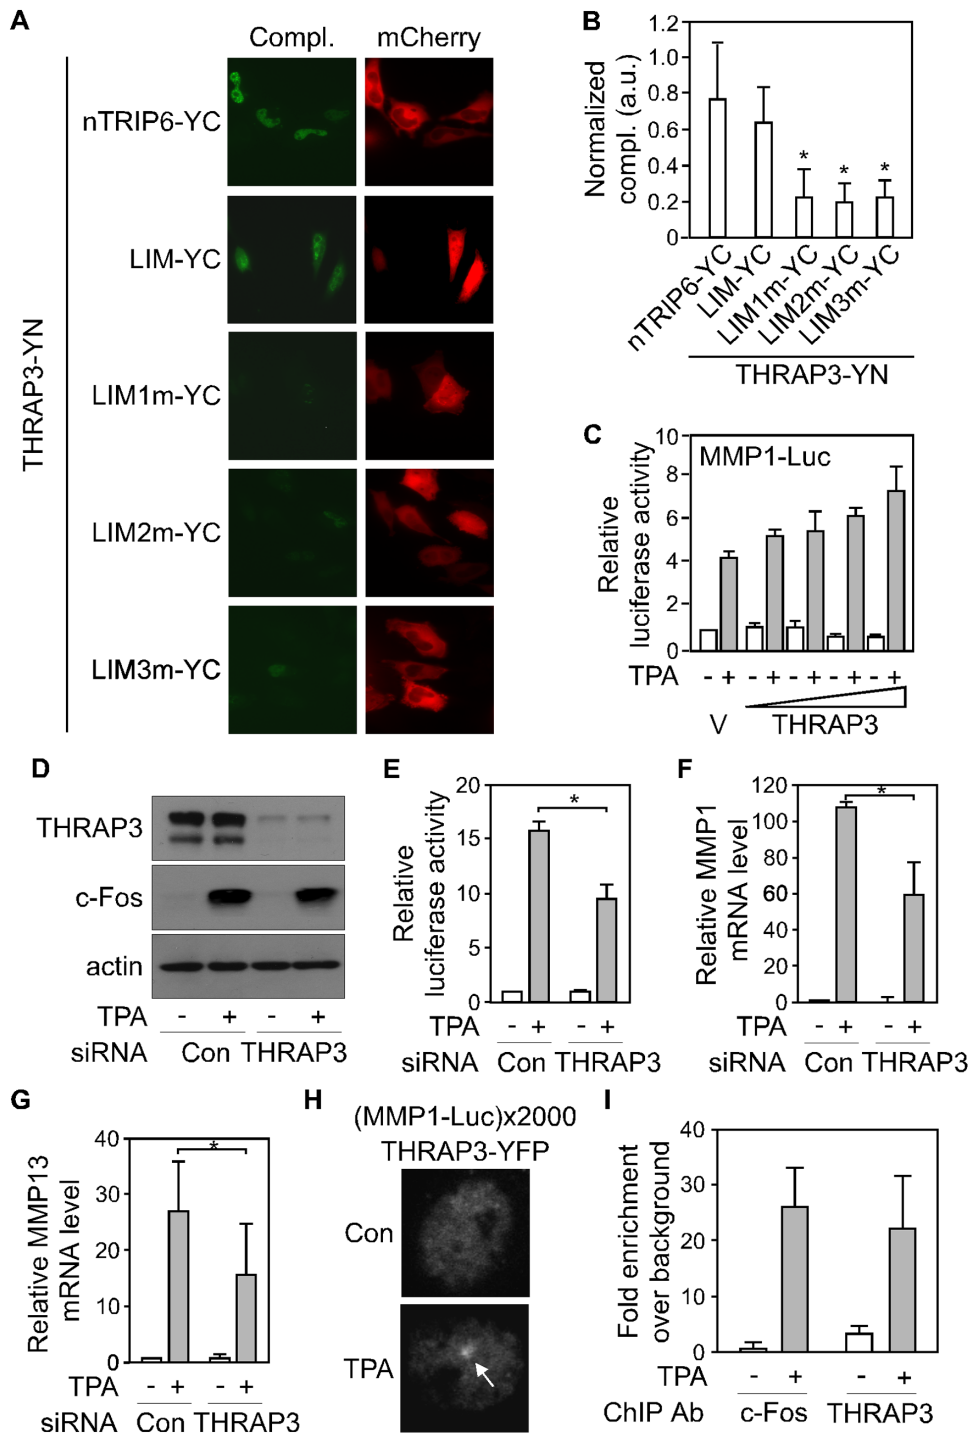 A
Compl. mCherry
THRAP3-YN
nTRIP6-YC
LIM-YC
LIM1m-YC
LIM2m-YC
LIM3m-YC
B
Normalized
compl. (a.u.)
1.2
0.8
0.6
0.4
0.2
0
* * *
nTRIP6-YC
LIM-YC
LIM1m-YC
LIM2m-YC
LIM3m-YC
THRAP3-YN
C
MMP1-Luc
Relative
luciferase activity
10
8
6
4
2
0
TPA - + - + - + - + - +
V THRAP3
D
THRAP3
c-Fos
actin
TPA - + - +
siRNA Con THRAP3
E
Relative
luciferase activity
20
15
10
5
0
*
TPA - + - +
siRNA Con THRAP3
F
Relative MMP1
mRNA level
120
100
80
60
40
20
0
*
TPA - + - +
siRNA Con THRAP3
G
Relative MMP13
mRNA level
40
30
20
10
0
*
TPA - + - +
siRNA Con THRAP3
H
(MMP1-Luc)x2000
THRAP3-YFP
Con
TPA
I
Fold enrichment
over background
40
30
20
10
0
TPA - + - +
ChIP Ab c-Fos THRAP3